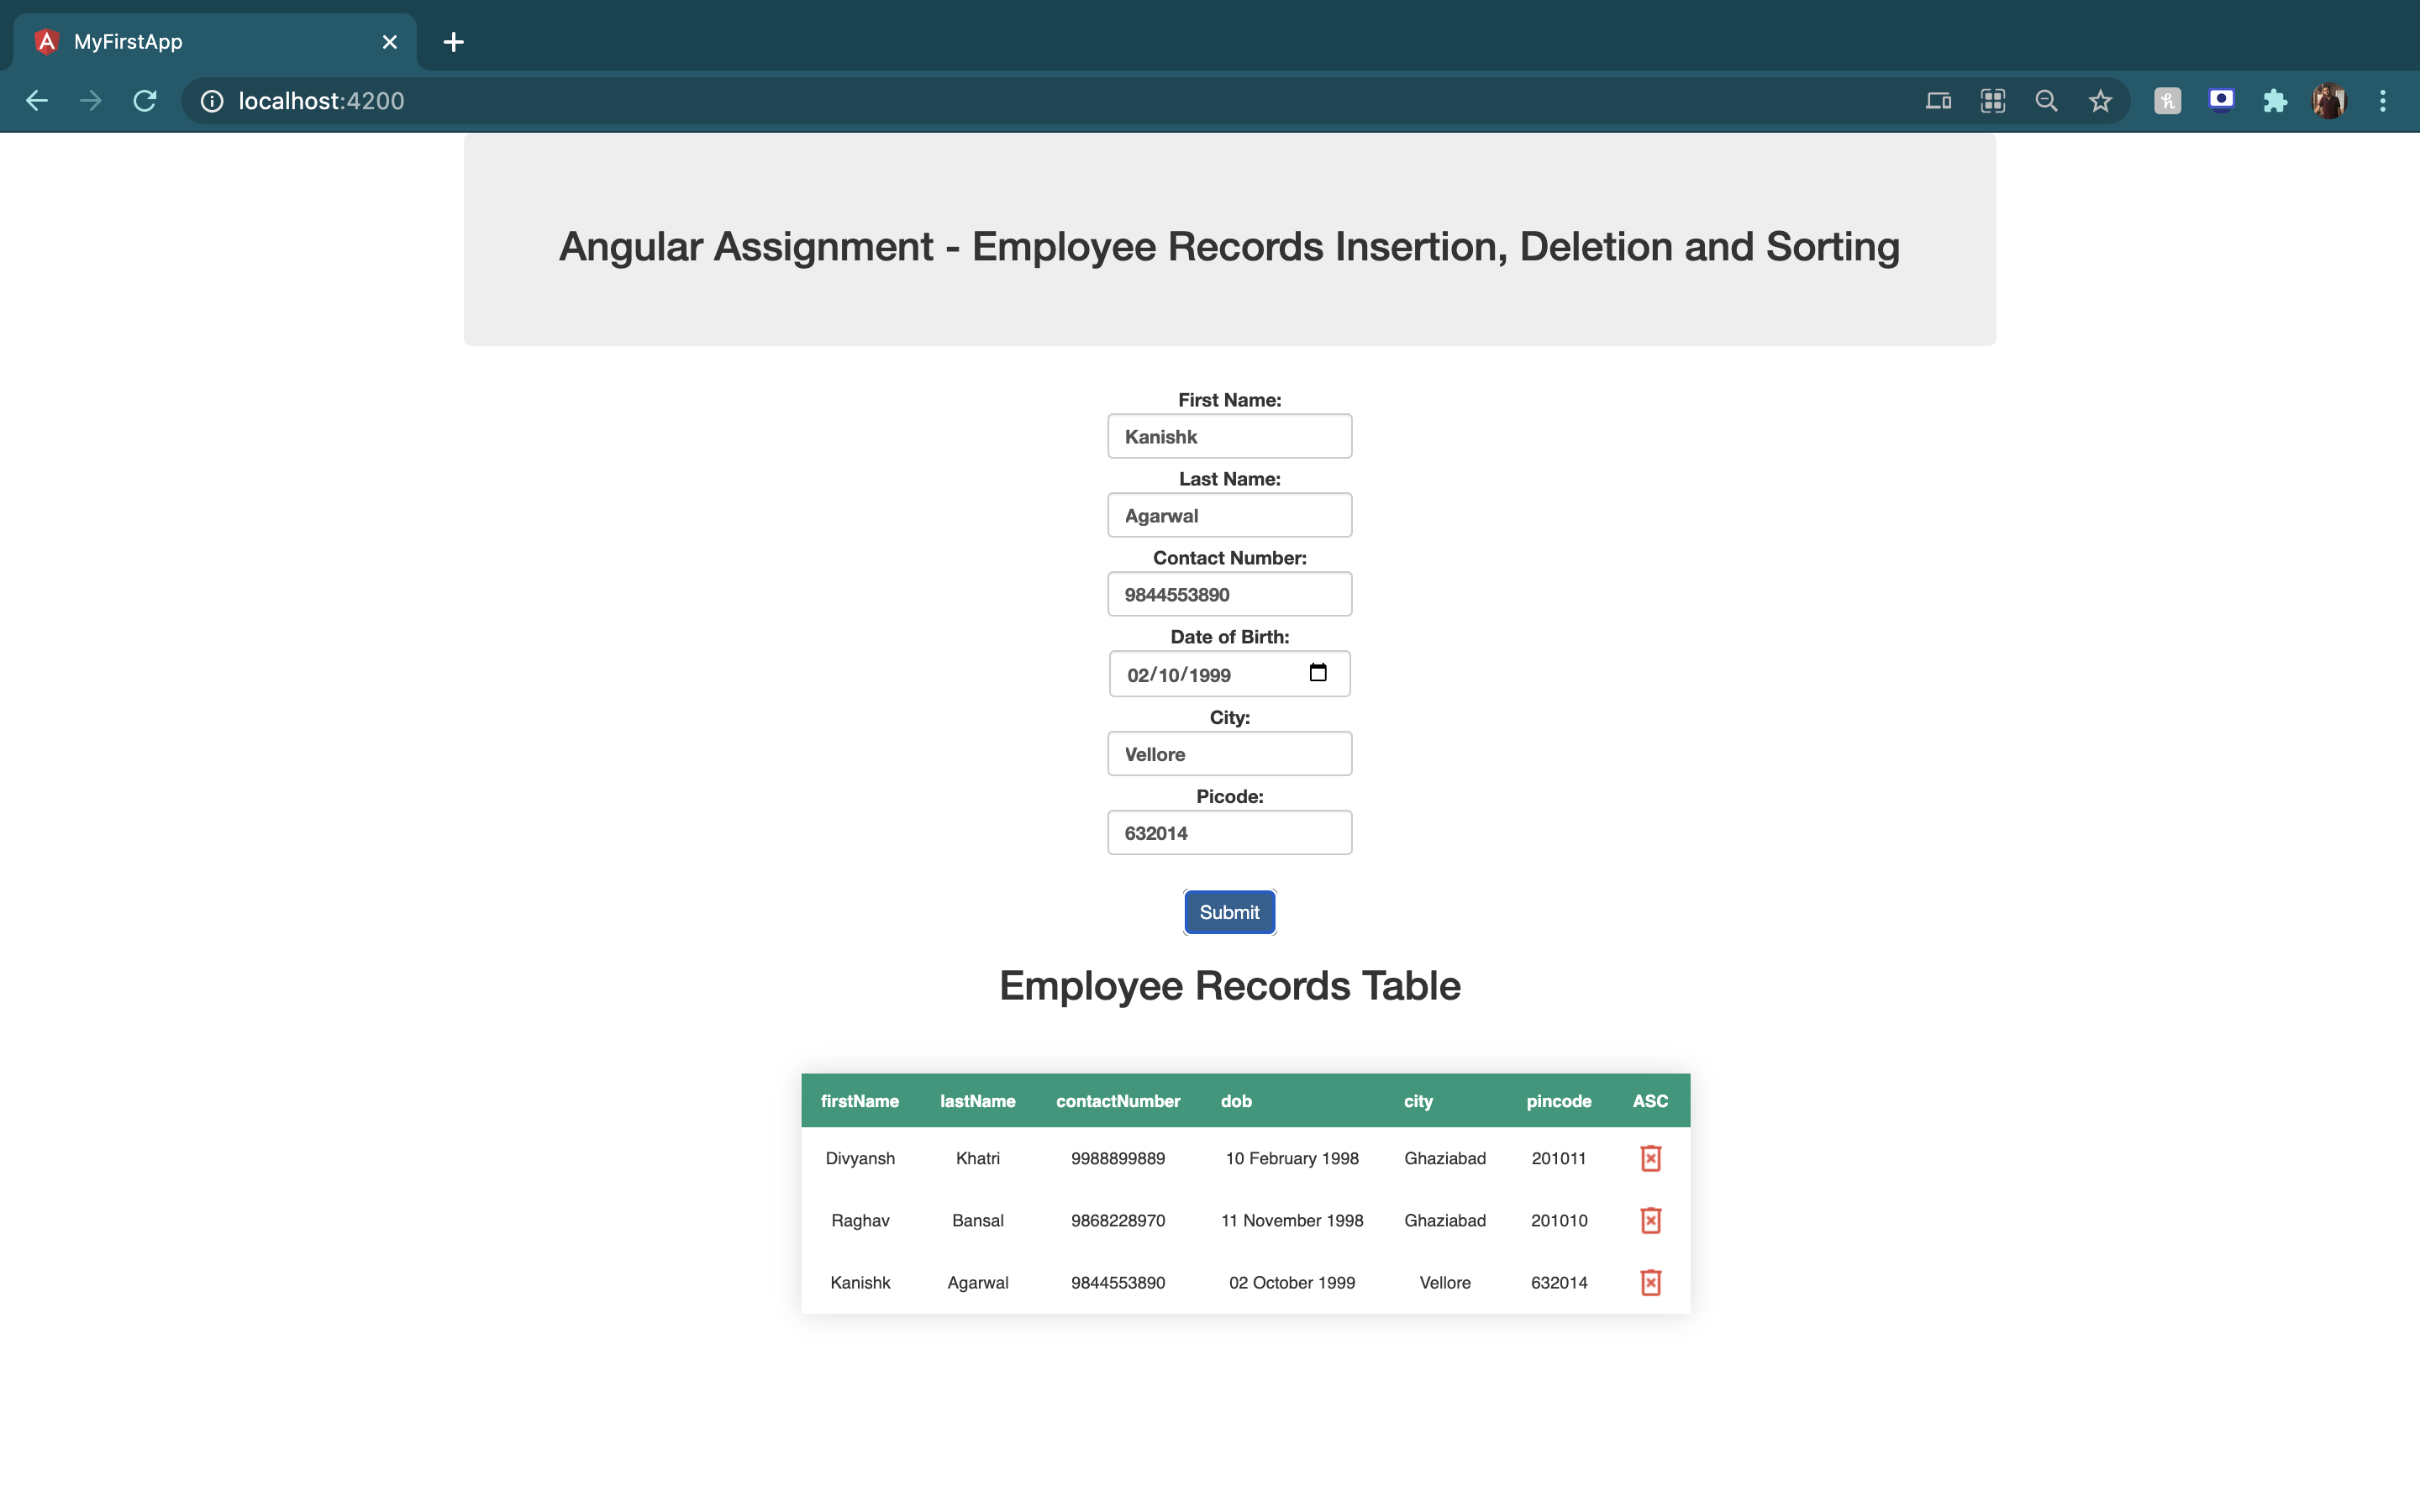 MyFirstApp
localhost:4200
Angular Assignment - Employee Records Insertion, Deletion and Sorting
First Name:
Kanishk
Last Name:
Agarwal
Contact Number:
9844553890
Date of Birth:
02/10/1999
City:
Vellore
Picode:
632014
Submit
Employee Records Table
firstName lastName contactNumber dob city pincode ASC
Divyansh Khatri 9988899889 10 February 1998 Ghaziabad 201011
Raghav Bansal 9868228970 11 November 1998 Ghaziabad 201010
Kanishk Agarwal 9844553890 02 October 1999 Vellore 632014